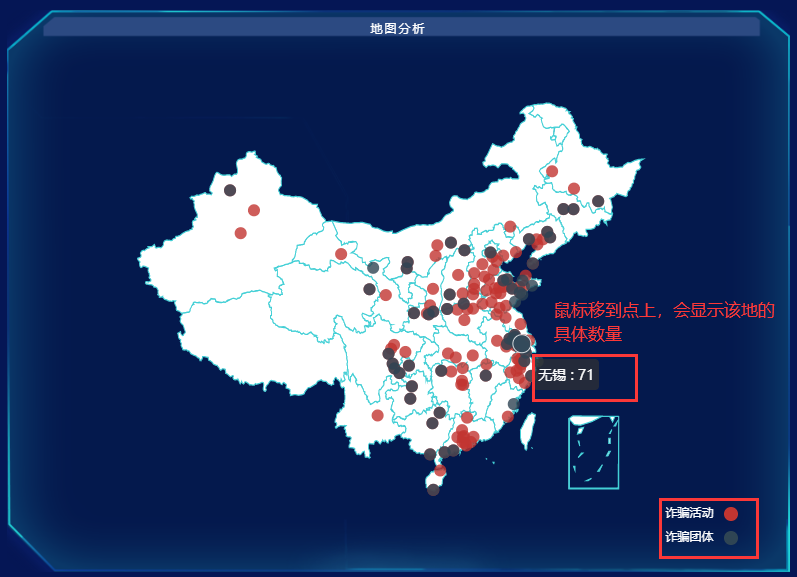 地图分析
鼠标移到点上，会显示该地的
具体数量
无锡 : 71
诈骗活动
诈骗团体